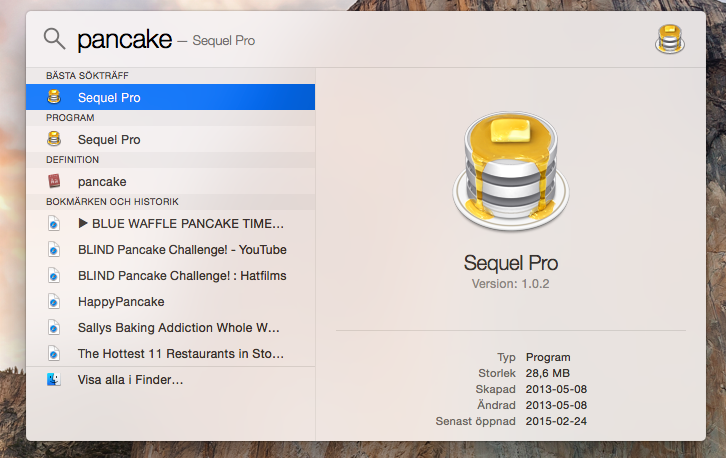 pancake — Sequel Pro
BÄSTA SÖKTRÄFF
Sequel Pro
PROGRAM
Sequel Pro
DEFINITION
pancake
BOKMÄRKEN OCH HISTORIK
▶ BLUE WAFFLE PANCAKE TIME...
BLIND Pancake Challenge! - YouTube
BLIND Pancake Challenge! : Hatfilms
HappyPancake
Sallys Baking Addiction Whole W...
The Hottest 11 Restaurants in Sto...
Visa alla i Finder...
Sequel Pro
Version: 1.0.2
Typ Program
Storlek 28,6 MB
Skapad 2013-05-08
Ändrad 2013-05-08
Senast öppnad 2015-02-24